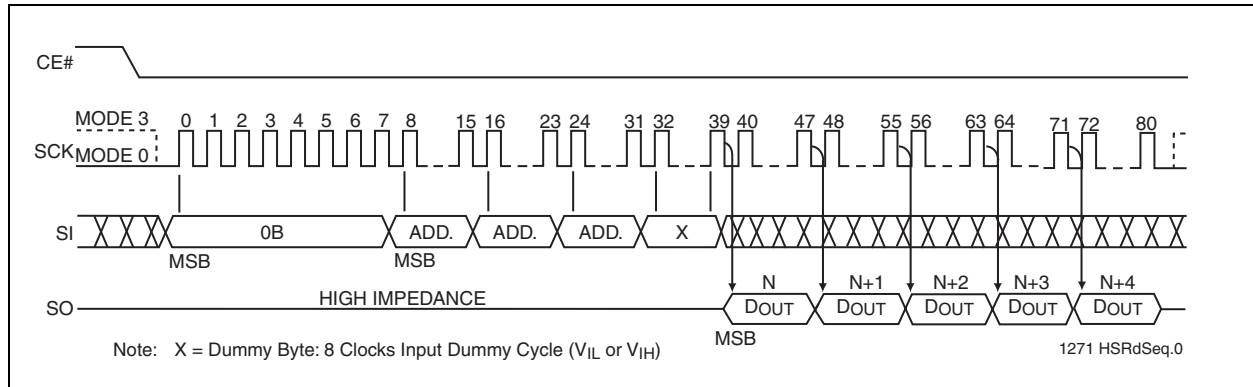 CE#
MODE 3
0 1 2 3 4 5 6 7 8 15 16 23 24 31 32 39 40 47 48 55 56 63 64 71 72 80
SCK MODE 0
SI 0B ADD. ADD. ADD. X
MSB MSB
N N+1 N+2 N+3 N+4
SO HIGH IMPEDANCE DOUT DOUT DOUT DOUT DOUT
MSB
Note: X = Dummy Byte: 8 Clocks Input Dummy Cycle (VIL or VIH)
1271 HSRdSeq.0